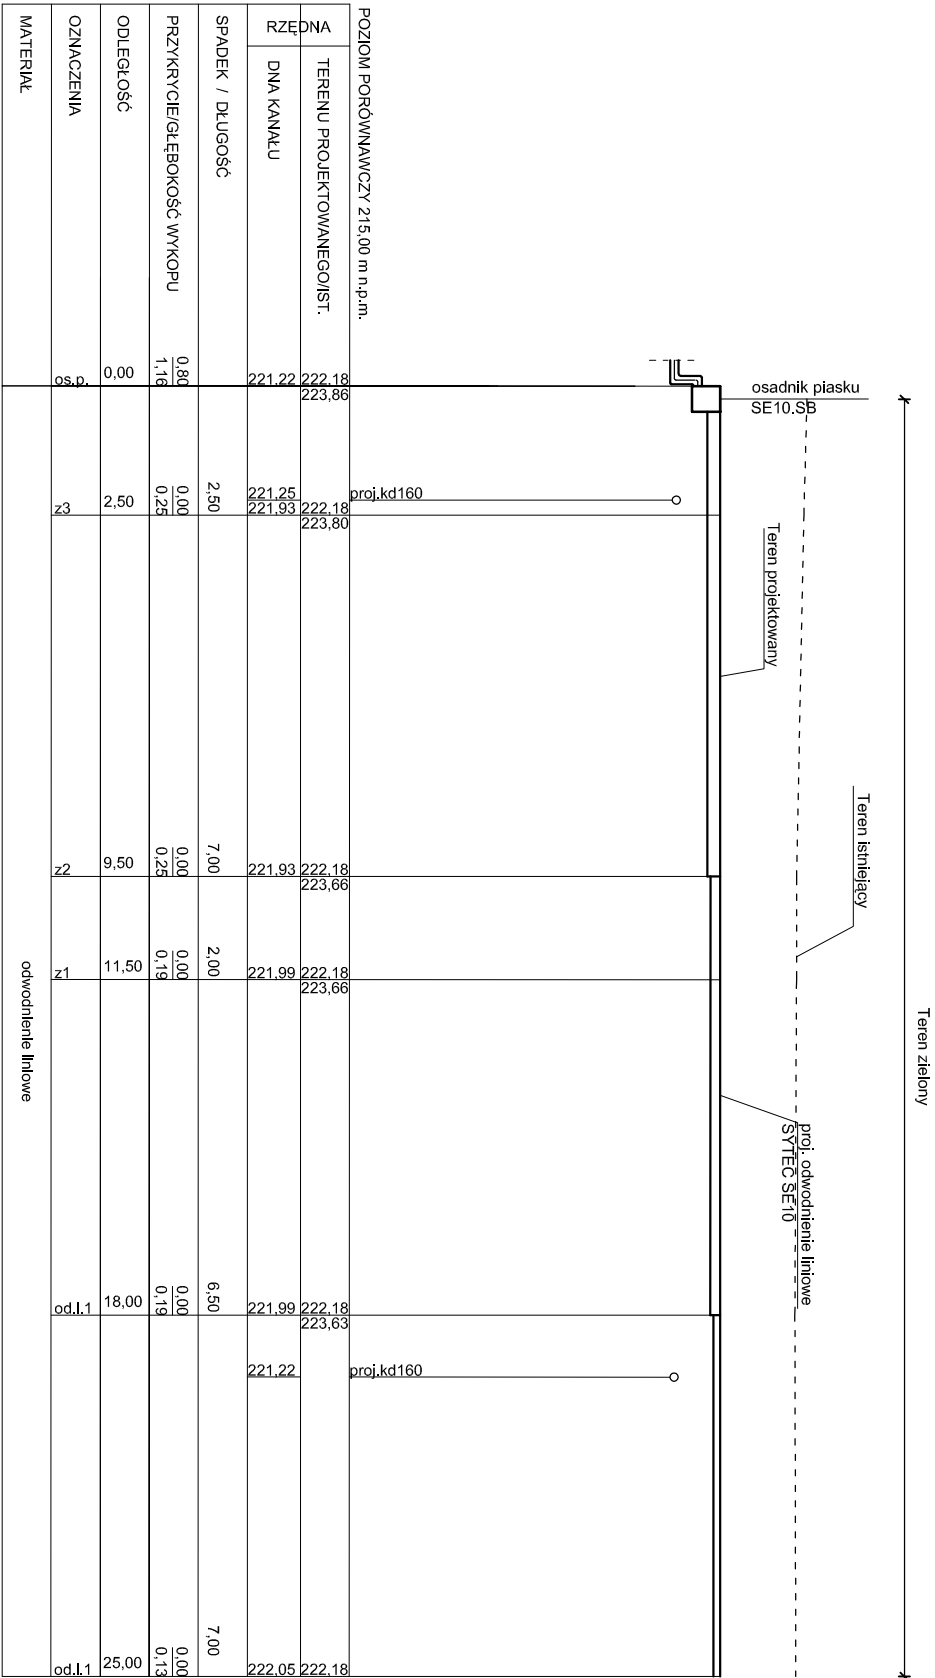 Teren zielony
osadnik piasku
SE10.SB
Teren projektowany
Teren istniejący
proj. odwodnienie liniowe
SYTEC SE10
POZIOM PORÓWNAWCZY 215,00 m n.p.m.
proj.kd160
proj.kd160
RZĘDNA
TERENU PROJEKTOWANEGO/IST.
222,18 222,18 222,18 222,18 222,18 222,18
223,86 223,80 223,66 223,66 223,63
DNA KANAŁU
221,22 221,25 221,93 221,93 221,99 221,99 221,22 222,05
SPADEK / DŁUGOŚĆ
2,50 7,00 2,00 6,50 7,00
PRZYKRYCIE/GŁĘBOKOŚĆ WYKOPU
0,80 0,00 0,00 0,00 0,00 0,00
1,16 0,25 0,25 0,19 0,19 0,13
ODLEGŁOŚĆ
0,00 2,50 9,50 11,50 18,00 25,00
OZNACZENIA
os.p. z3 z2 z1 od.l.1 od.l.1
MATERIAŁ
odwodnienie liniowe